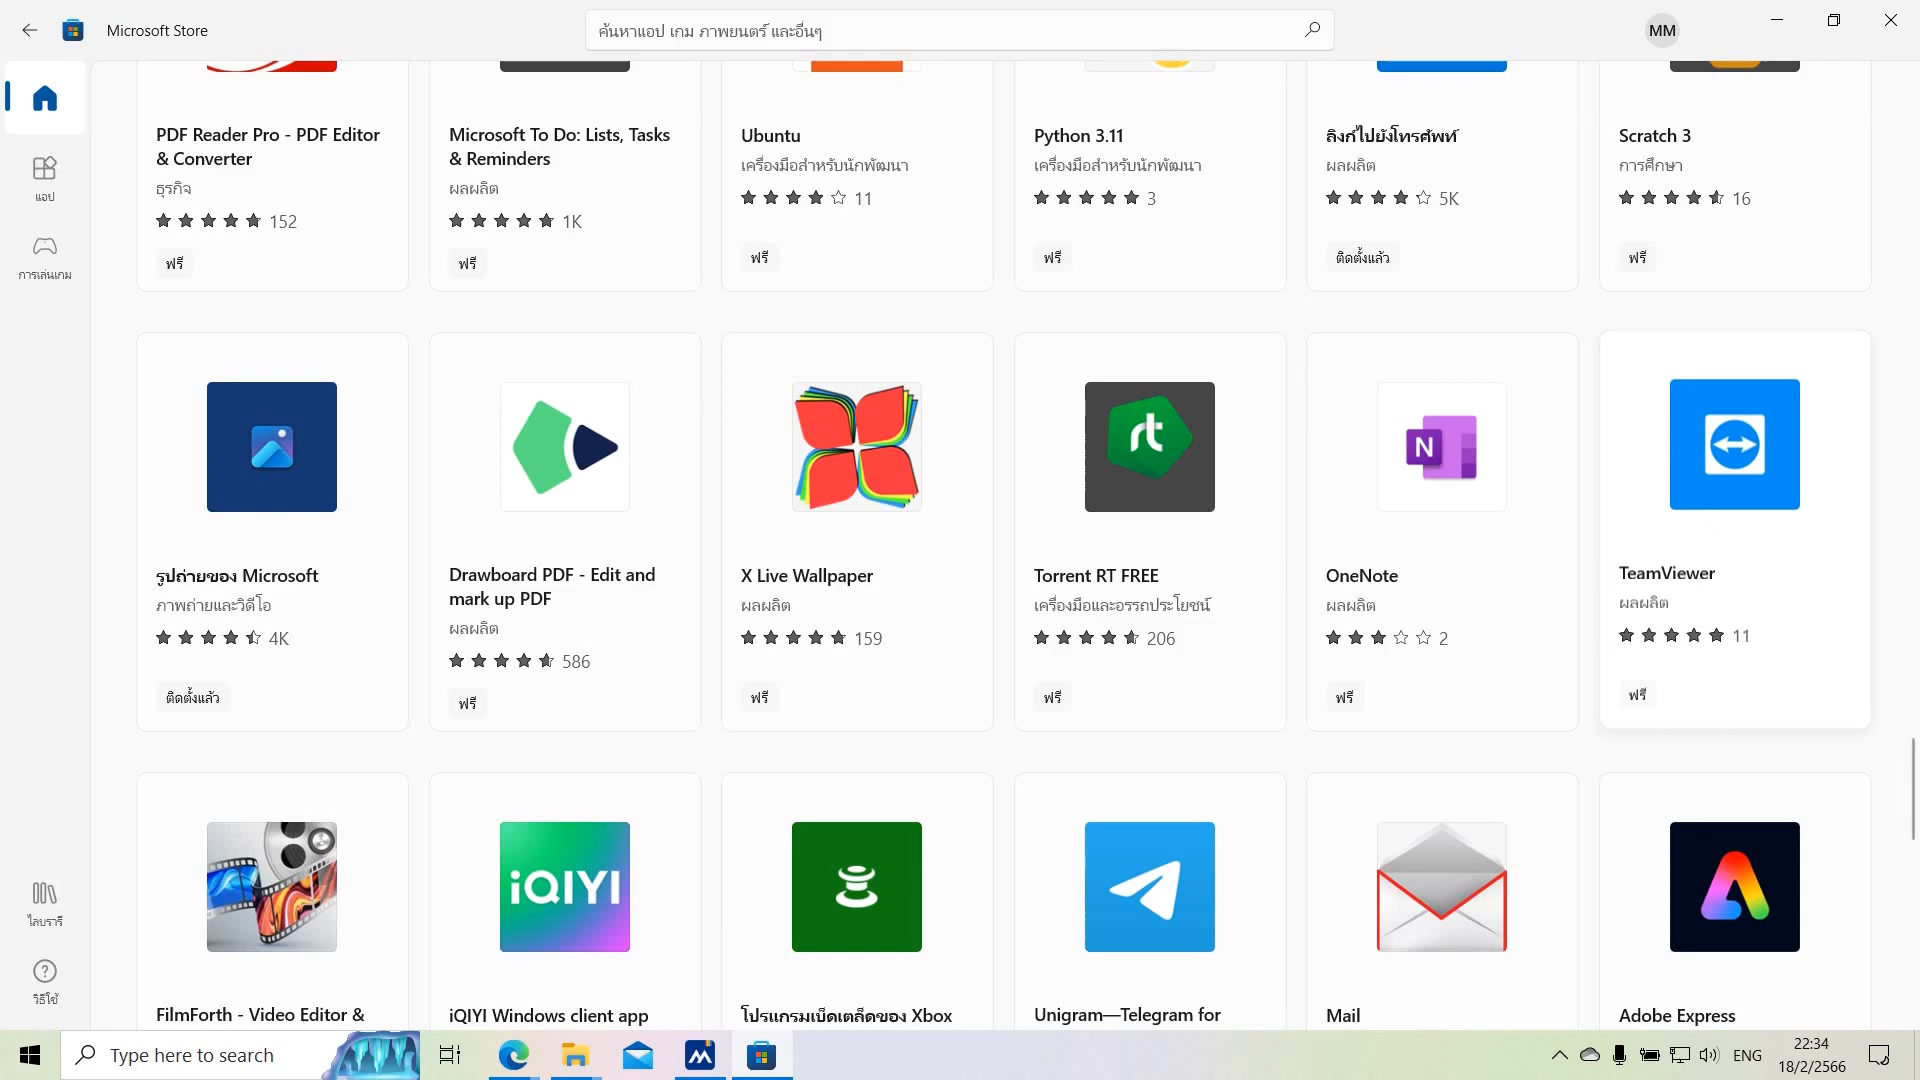 Microsoft Store
ค้นหาแอป เกม ภาพยนตร์ และอื่นๆ
MM
แอป
การเล่นเกม
ไลบรารี
วิธีใช้
PDF Reader Pro - PDF Editor
& Converter
ธุรกิจ
152
ฟรี
Microsoft To Do: Lists, Tasks
& Reminders
ผลผลิต
1K
ฟรี
Ubuntu
เครื่องมือสำหรับนักพัฒนา
11
ฟรี
Python 3.11
เครื่องมือสำหรับนักพัฒนา
3
ฟรี
ลิงก์ไปยังโทรศัพท์
ผลผลิต
5K
ติดตั้งแล้ว
Scratch 3
การศึกษา
16
ฟรี
รูปถ่ายของ Microsoft
ภาพถ่ายและวิดีโอ
4K
ติดตั้งแล้ว
Drawboard PDF - Edit and
mark up PDF
ผลผลิต
586
ฟรี
X Live Wallpaper
ผลผลิต
159
ฟรี
rt
Torrent RT FREE
เครื่องมือและอรรถประโยชน์
206
ฟรี
N
OneNote
ผลผลิต
2
ฟรี
TeamViewer
ผลผลิต
11
ฟรี
FilmForth - Video Editor &
iQIYI
iQIYI Windows client app
โปรแกรมเบ็ดเตล็ดของ Xbox
Unigram—Telegram for
Mail
Adobe Express
Type here to search
ENG
22:34
18/2/2566